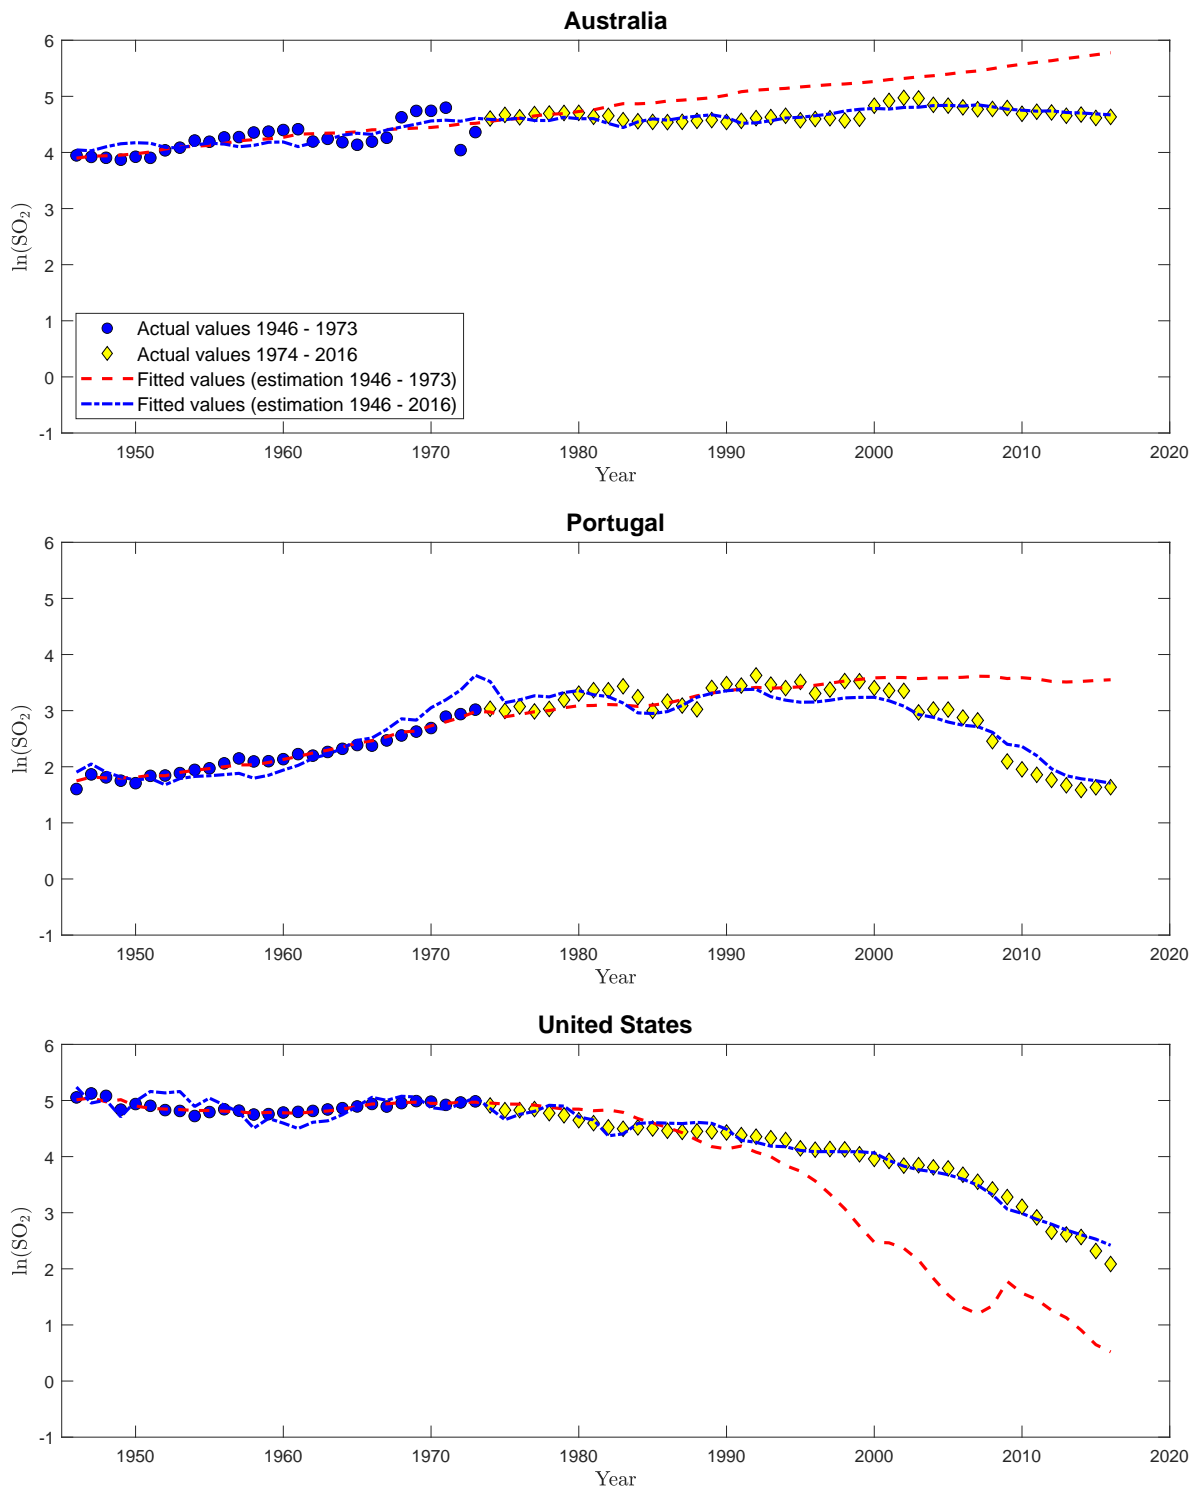 Australia
6
5
4
3
2
1
0
-1
ln(SO2)
Actual values 1946 - 1973
Actual values 1974 - 2016
Fitted values (estimation 1946 - 1973)
Fitted values (estimation 1946 - 2016)
1950 1960 1970 1980 1990 2000 2010 2020
Year
Portugal
6
5
4
3
2
1
0
-1
ln(SO2)
1950 1960 1970 1980 1990 2000 2010 2020
Year
United States
6
5
4
3
2
1
0
-1
ln(SO2)
1950 1960 1970 1980 1990 2000 2010 2020
Year